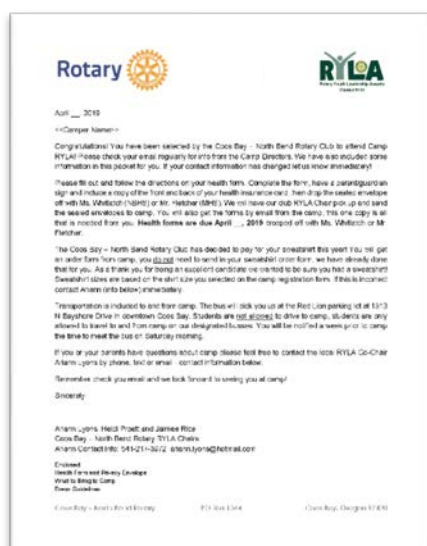 Rotary
RYLA
Rotary Youth Leadership Awards
April __, 2019
<<Camper Name>>
Congratulations! You have been selected by the Coos Bay – North Bend Rotary Club to attend Camp
RYLA! Please check your email regularly for info from the Camp Directors. We have also included some
information in this packet for you. If your contact information has changed let us know immediately!
Please fill out and follow the directions on your health form. Complete the form, have a parent/guardian
sign and include a copy of the front and back of your health insurance card, then drop the sealed envelope
off with Ms. (NBHS) or Mr. Fletcher (MHS). We will have our club RYLA Chair pick up and send
the sealed envelopes to camp. You will also get the forms by email from the camp, this one copy is all
that is needed from you. Health forms are due April __, 2019 dropped off with Ms. or Mr.
Fletcher.
The Coos Bay – North Bend Rotary Club has decided to pay for your sweatshirt this year! You will get
an order form from camp, you do not need to send in your sweatshirt order form, we have already done
that for you. As a thank you for being an excellent candidate we wanted to be sure you had a sweatshirt!
Sweatshirt sizes are based on the shirt size you selected on the camp registration form. If this is incorrect
contact Ariann (info below) immediately.
Transportation is included to and from camp. The bus will pick you up at the Red Lion parking lot at 1313
N Bayshore Drive in downtown Coos Bay. Students are not allowed to drive to camp, students are only
allowed to travel to and from camp on our designated busses. You will be notified a week prior to camp
the time to meet the bus on Saturday morning.
If you or your parents have questions about camp please feel free to contact the local RYLA Co-Chair
Ariann Lyons by phone, text or email - contact information below.
Remember check you email and we look forward to seeing you at camp!
Sincerely
Ariann Lyons, Heidi Pratt and Jamee Rice
Coos Bay – North Bend Rotary RYLA Chairs
Ariann Contact Info:
Enclosed
Health Form and Privacy Envelope
What to Bring to Camp
Dress Guidelines
Coos Bay – North Bend Rotary
PO Box
Coos Bay, Oregon 97420